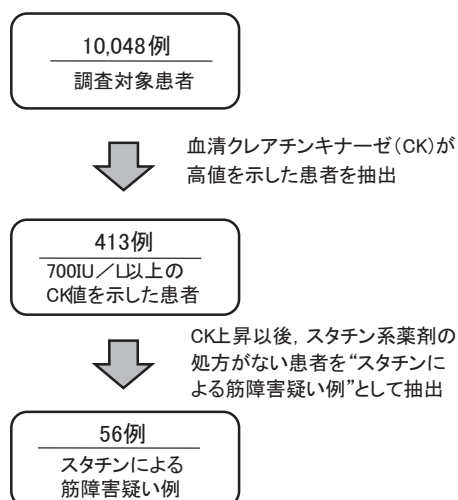 10,048例
調査対象患者
血清クレアチンキナーゼ(CK)が
高値を示した患者を抽出
413例
700IU／L以上の
CK値を示した患者
CK上昇以後，スタチン系薬剤の
処方がない患者を“スタチンに
よる筋障害疑い例”として抽出
56例
スタチンによる
筋障害疑い例